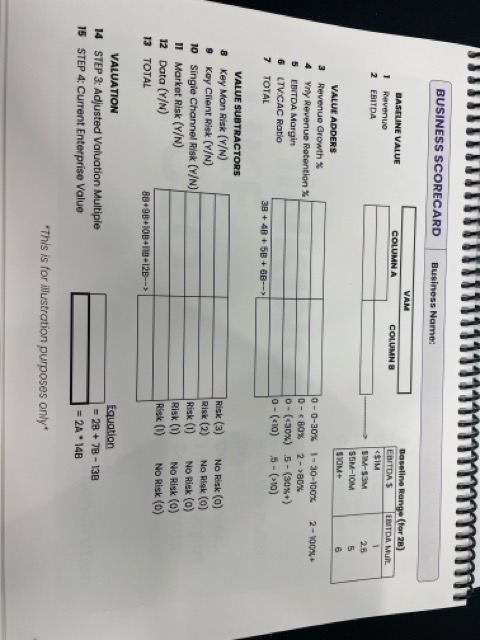 BUSINESS SCORECARD Business Name:
VAM
BASELINE VALUE COLUMN A COLUMN B Baseline Range (for 2B)
1 Revenue EBITDA $ EBITDA Mult.
2 EBITDA <$1M 1
$1M-$3M 2.5
$5M-10M 5
$10M+ 6
VALUE ADDERS
3 Revenue Growth % 0 - 0-30% 1 - 30-100% 2 - 100%+
4 Yrly Revenue Retention % 0 - < 80% 2 - >80%
5 EBITDA Margin 0 - (<30%) .5 - (30%+)
6 LTV:CAC Ratio 0 - (<10) .5 - (>10)
7 TOTAL 3B + 4B + 5B + 6B-->
VALUE SUBTRACTORS
8 Key Man Risk (Y/N) Risk (3) No Risk (0)
9 Key Client Risk (Y/N) Risk (2) No Risk (0)
10 Single Channel Risk (Y/N) Risk (1) No Risk (0)
11 Market Risk (Y/N) Risk (1) No Risk (0)
12 Data (Y/N) Risk (1) No Risk (0)
13 TOTAL 8B+9B+10B+11B+12B-->
VALUATION Equation
14 STEP 3: Adjusted Valuation Multiple = 2B + 7B - 13B
15 STEP 4: Current Enterprise Value = 2A * 14B
*This is for illustration purposes only*